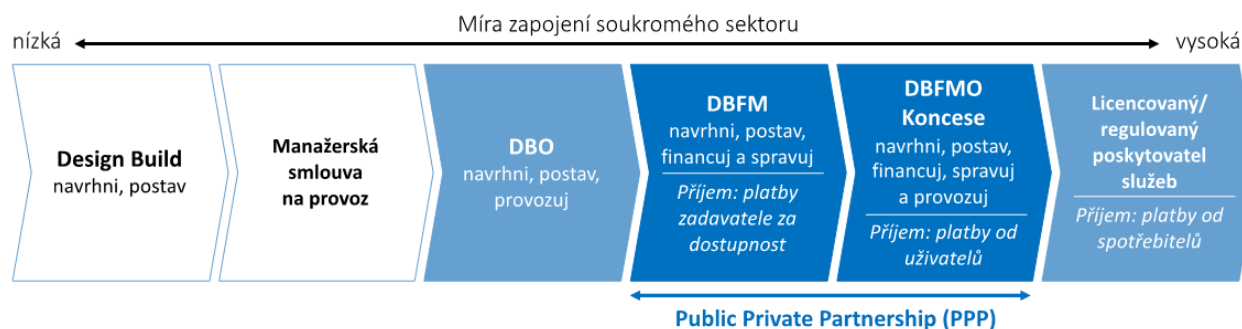 Míra zapojení soukromého sektoru
nízká
vysoká
Design Build
navrhni, postav
Manažerská
smlouva
na provoz
DBO
navrhni, postav,
provozuj
DBFM
navrhni, postav,
financuj a spravuj
Příjem: platby
zadavatele za
dostupnost
DBFMO
Koncese
navrhni, postav,
financuj, spravuj
a provozuj
Příjem: platby od
uživatelů
Licencovaný/
regulovaný
poskytovatel
služeb
Příjem: platby od
spotřebitelů
Public Private Partnership (PPP)